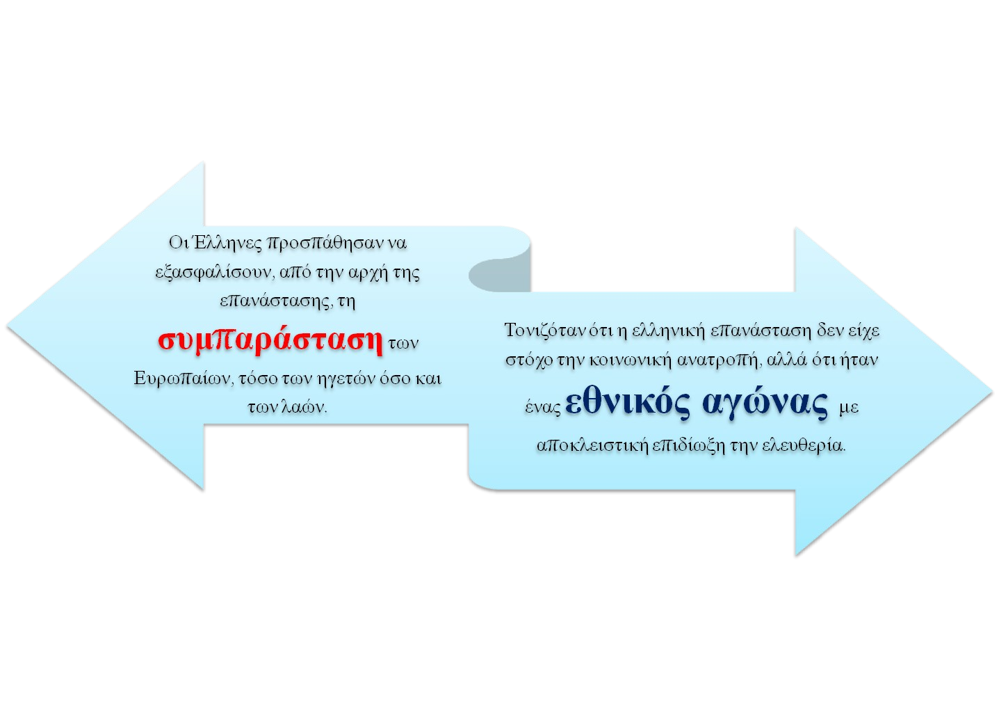 Οι Έλληνες προσπάθησαν να
εξασφαλίσουν, από την αρχή της
επανάστασης, τη
συμπαράσταση των
Ευρωπαίων, τόσο των ηγετών όσο και
των λαών.
Τονιζόταν ότι η ελληνική επανάσταση δεν είχε
στόχο την κοινωνική ανατροπή, αλλά ότι ήταν
ένας εθνικός αγώνας με
αποκλειστική επιδίωξη την ελευθερία.